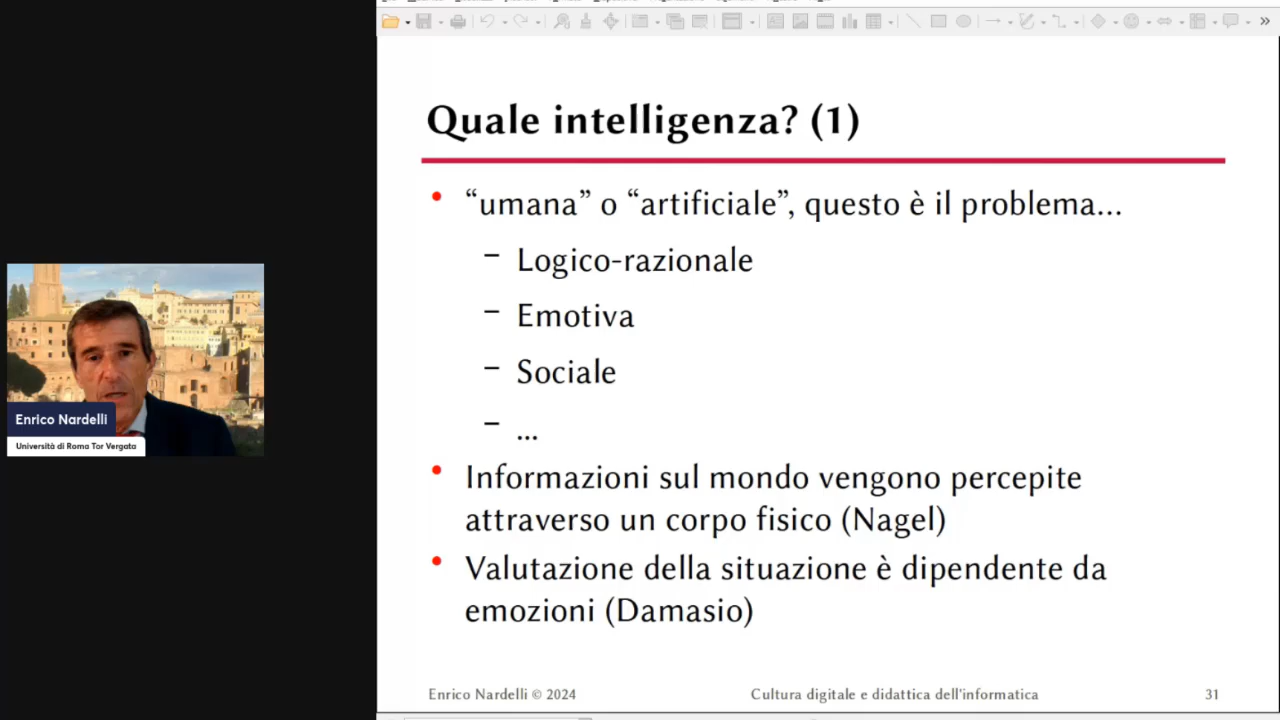 Quale intelligenza? (1)
• “umana” o “artificiale”, questo è il problema...
– Logico-razionale
– Emotiva
– Sociale
– ...
• Informazioni sul mondo vengono percepite
attraverso un corpo fisico (Nagel)
• Valutazione della situazione è dipendente da
emozioni (Damasio)
Enrico Nardelli © 2024
Cultura digitale e didattica dell'informatica
31
Enrico Nardelli
Università di Roma Tor Vergata